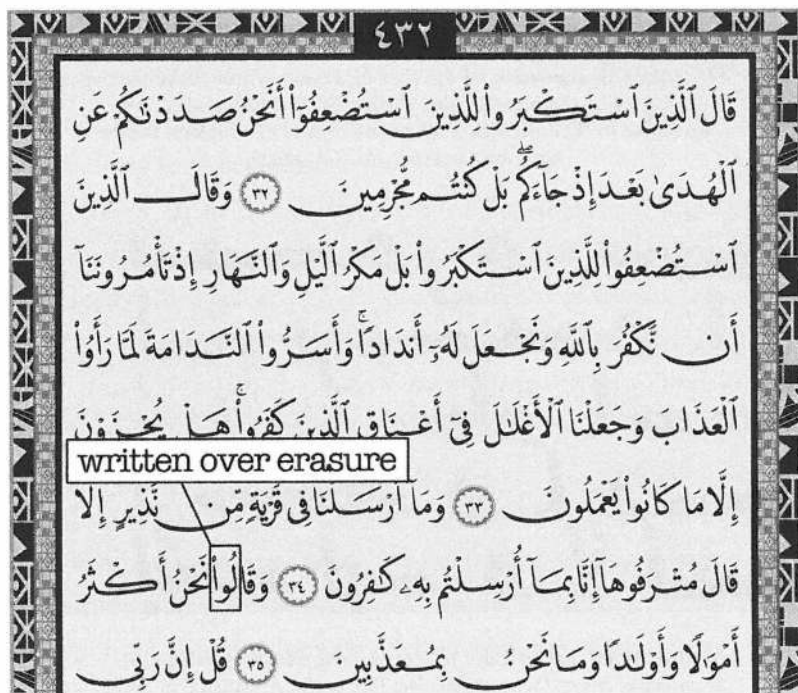 ٤٣٢
قَالَ ٱلَّذِينَ ٱسْتَكْبَرُوا۟ لِلَّذِينَ ٱسْتُضْعِفُوٓا۟ أَنَحْنُ صَدَدْنَٰكُمْ عَنِ
ٱلْهُدَىٰ بَعْدَ إِذْ جَآءَكُم ۖ بَلْ كُنتُم مُّجْرِمِينَ ٣٢ وَقَالَ ٱلَّذِينَ
ٱسْتُضْعِفُوا۟ لِلَّذِينَ ٱسْتَكْبَرُوا۟ بَلْ مَكْرُ ٱلَّيْلِ وَٱلنَّهَارِ إِذْ تَأْمُرُونَنَآ
أَن نَّكْفُرَ بِٱللَّهِ وَنَجْعَلَ لَهُۥٓ أَندَادًا ۚ وَأَسَرُّوا۟ ٱلنَّدَامَةَ لَمَّا رَأَوُا۟
ٱلْعَذَابَ وَجَعَلْنَا ٱلْأَغْلَٰلَ فِىٓ أَعْنَاقِ ٱلَّذِينَ كَفَرُوا۟ ۚ هَلْ يُجْزَوْنَ
written over erasure
إِلَّا مَا كَانُوا۟ يَعْمَلُونَ ٣٣ وَمَآ أَرْسَلْنَا فِى قَرْيَةٍ مِّن نَّذِيرٍ إِلَّا
قَالَ مُتْرَفُوهَآ إِنَّا بِمَآ أُرْسِلْتُم بِهِۦ كَٰفِرُونَ ٣٤ وَقَالُوا۟ نَحْنُ أَكْثَرُ
أَمْوَٰلًا وَأَوْلَٰدًا وَمَا نَحْنُ بِمُعَذَّبِينَ ٣٥ قُلْ إِنَّ رَبِّى